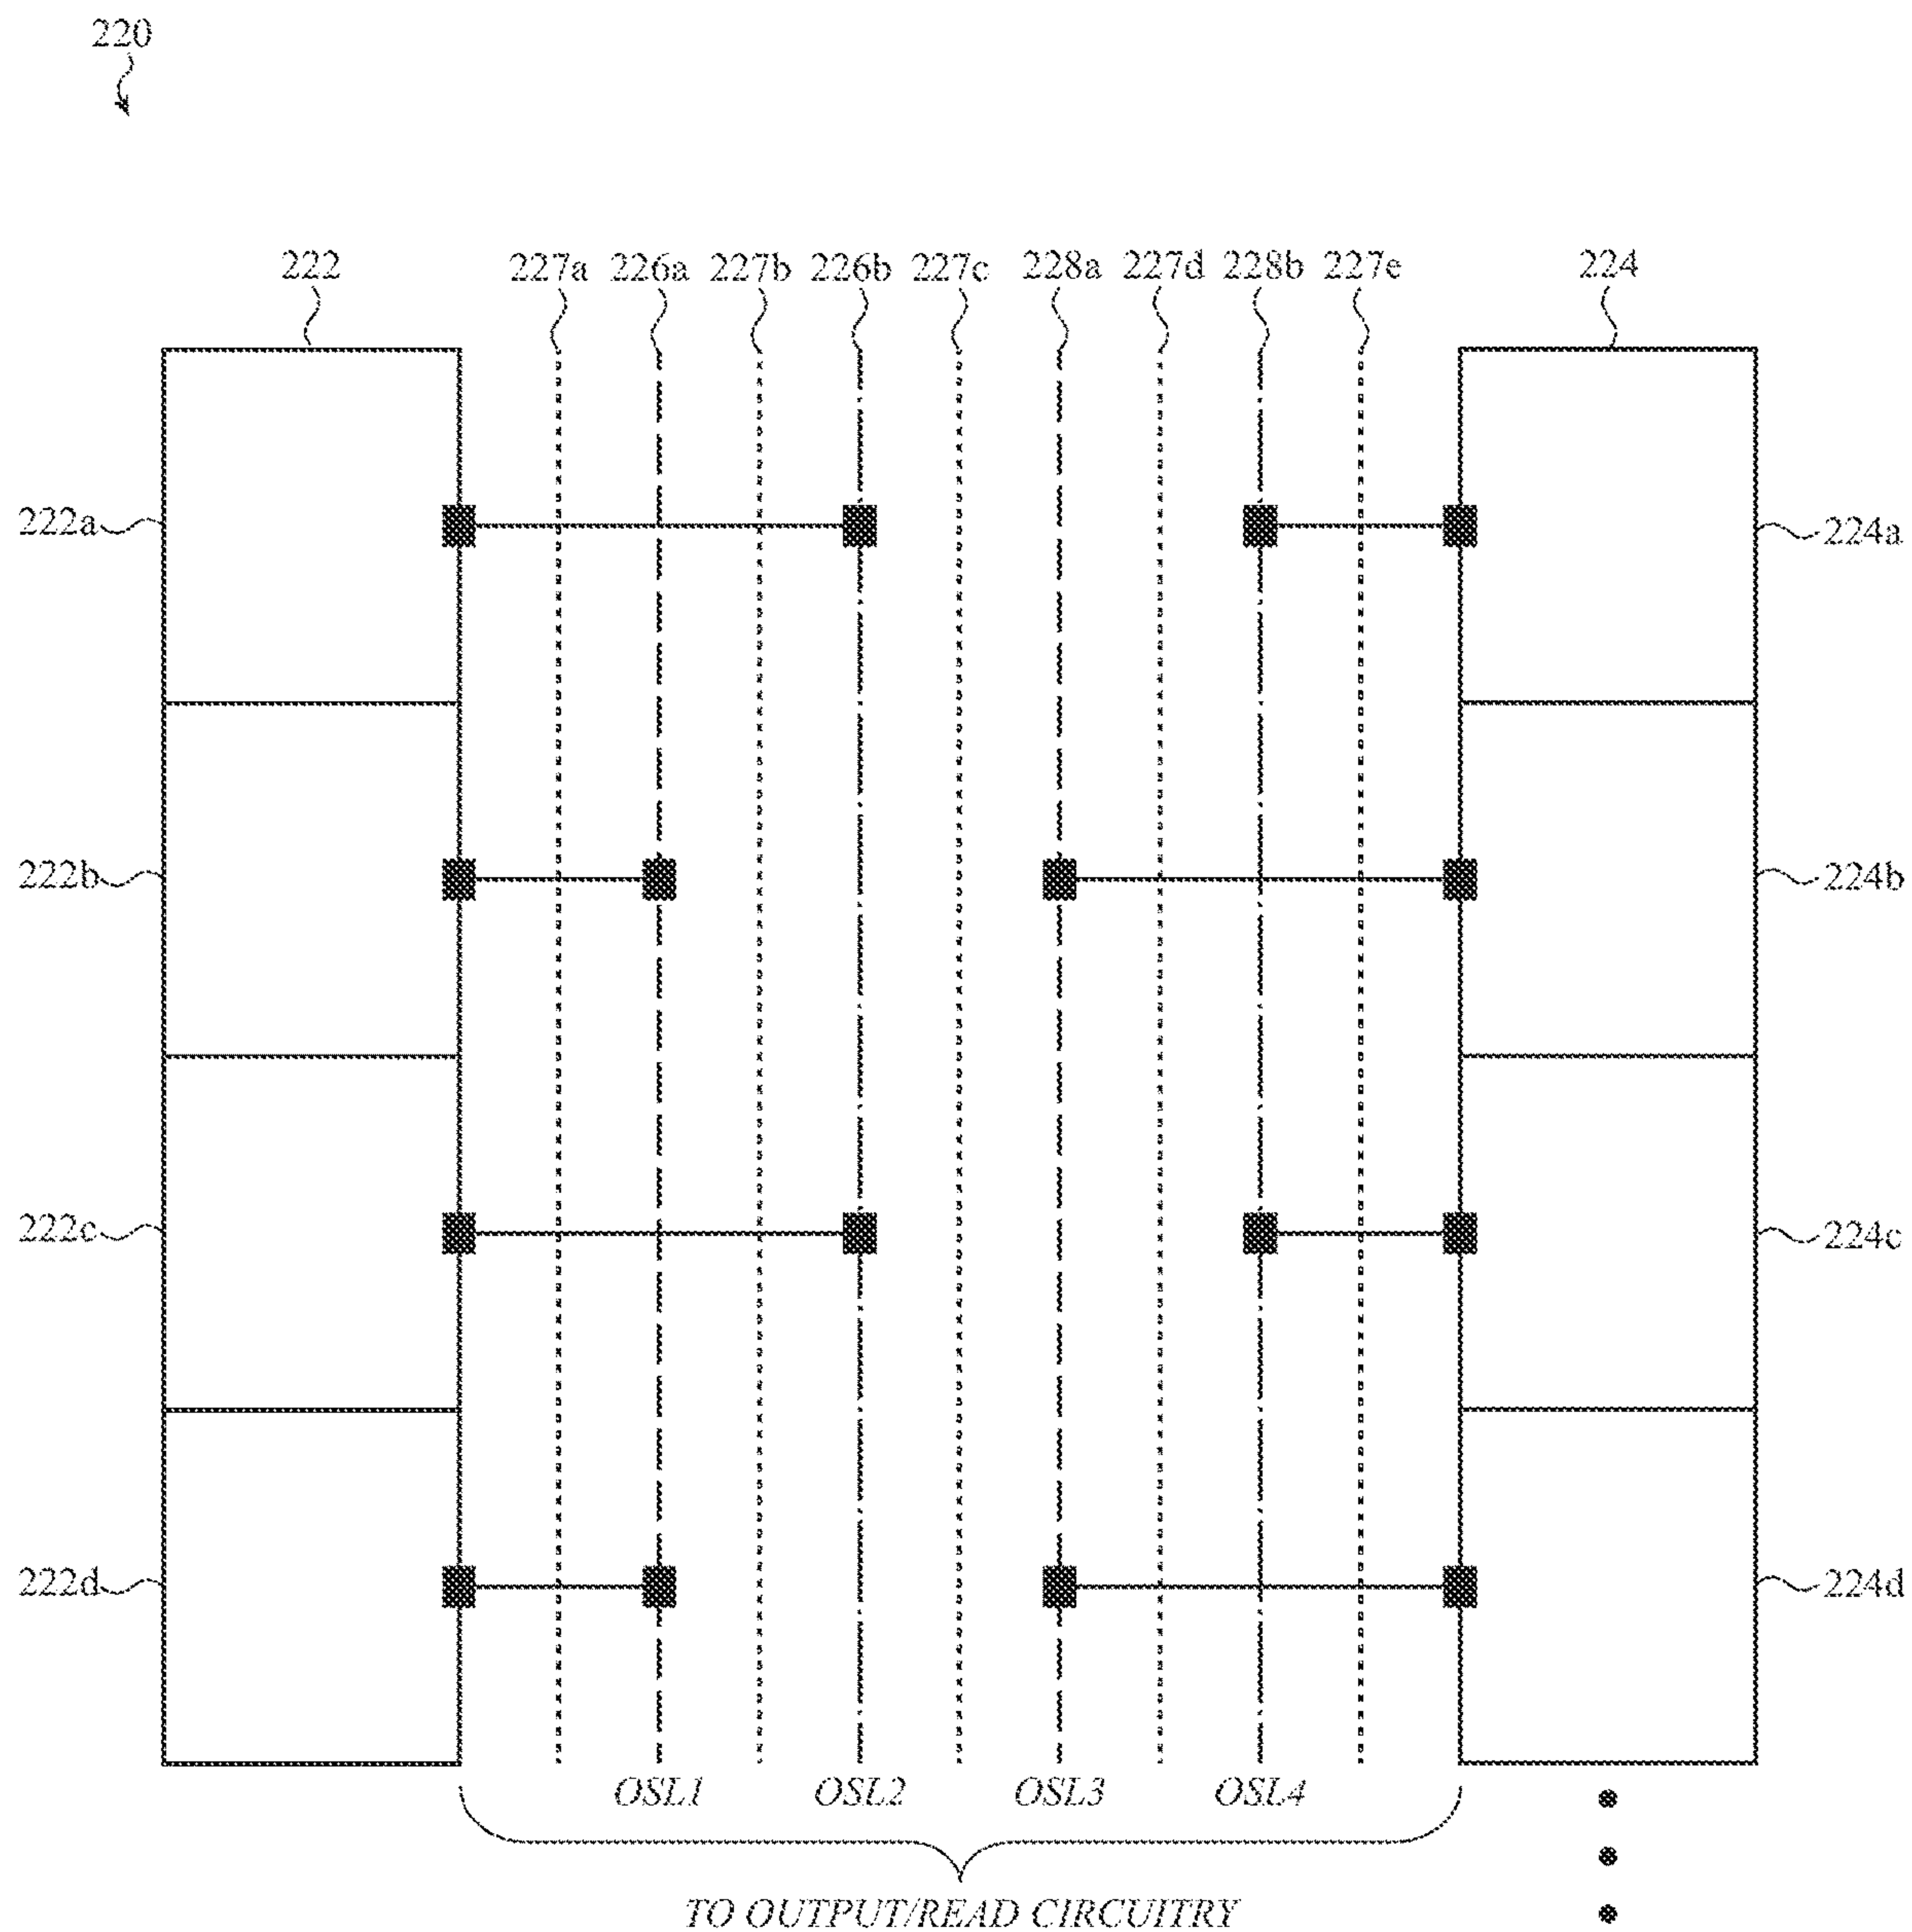 220
222 227a 226a 227b 226b 227c 228a 227d 228b 227e 224
222a 224a
222b 224b
222c 224c
222d 224d
OSL1 OSL2 OSL3 OSL4
TO OUTPUT/READ CIRCUITRY